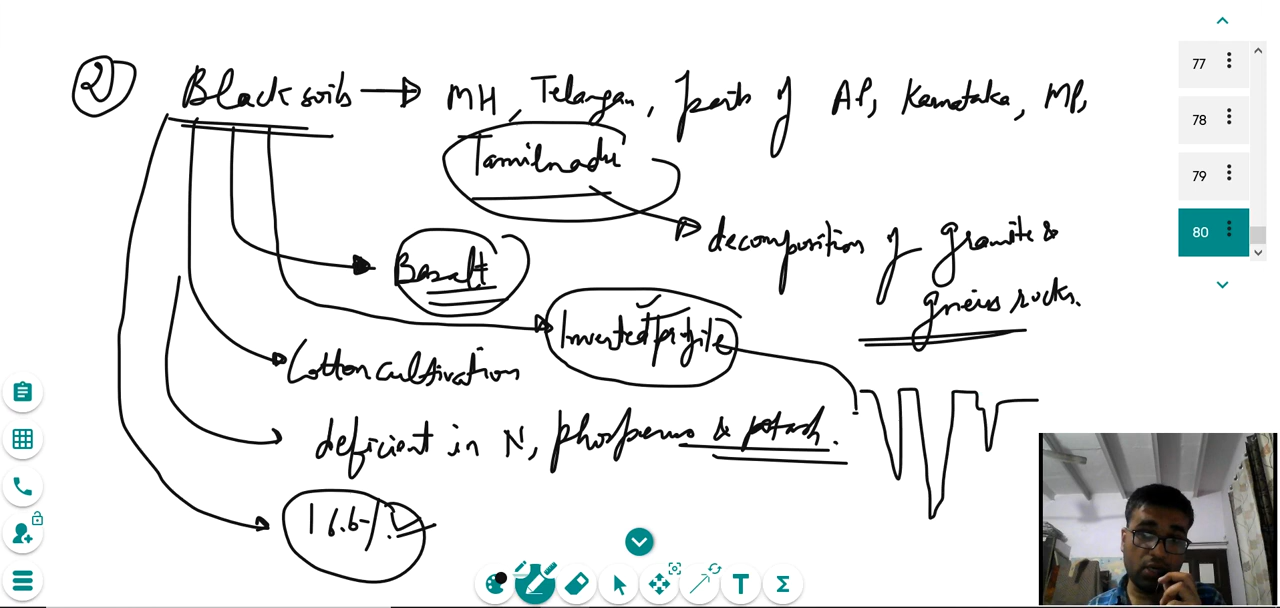 2) Black soils → MH, Telangan, parts of AP, Karnataka, MP,
Tamilnadu
decomposition of granite &
gneiss rocks.
Basalt
Inverted Profile
Cotton cultivation
deficient in N, phosphorus & potash.
16.6%
77
78
79
80
T
Σ